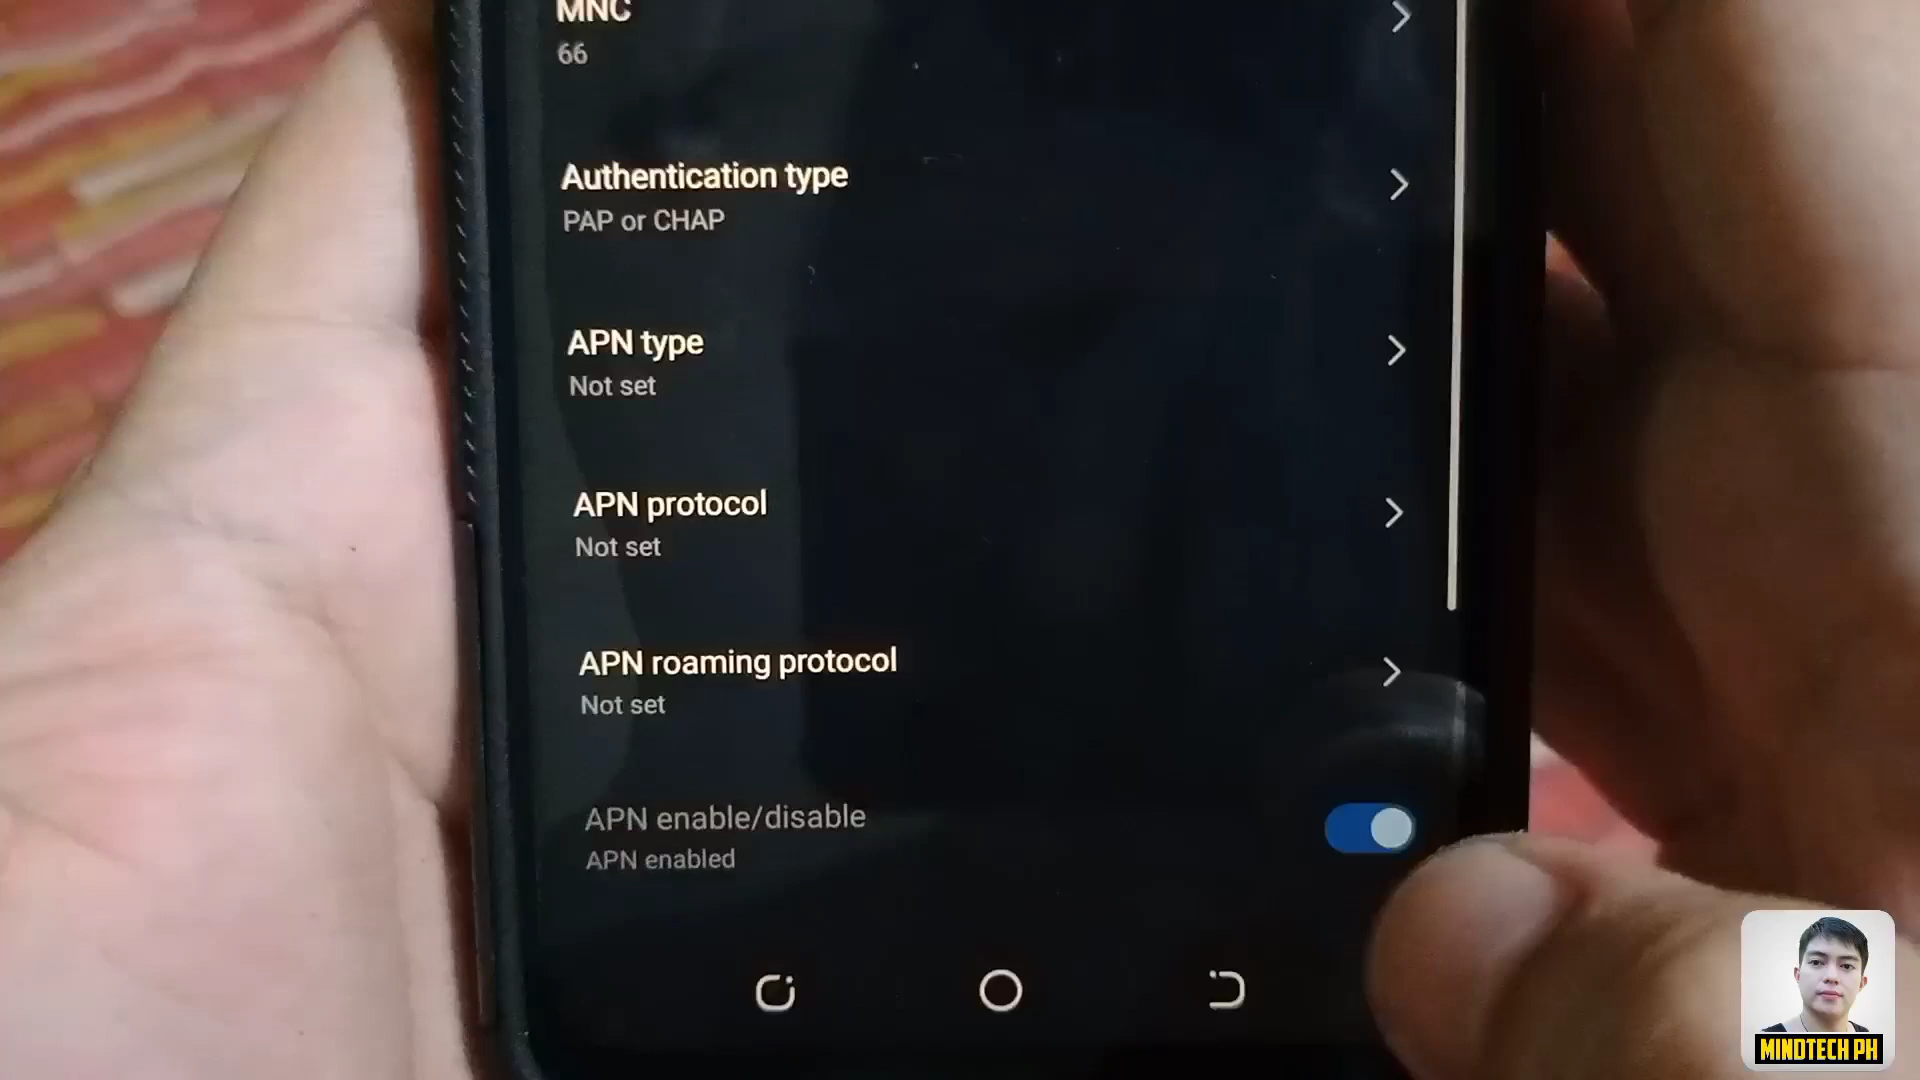 MNC
66
Authentication type
PAP or CHAP
APN type
Not set
APN protocol
Not set
APN roaming protocol
Not set
APN enable/disable
APN enabled
MINDTECH PH